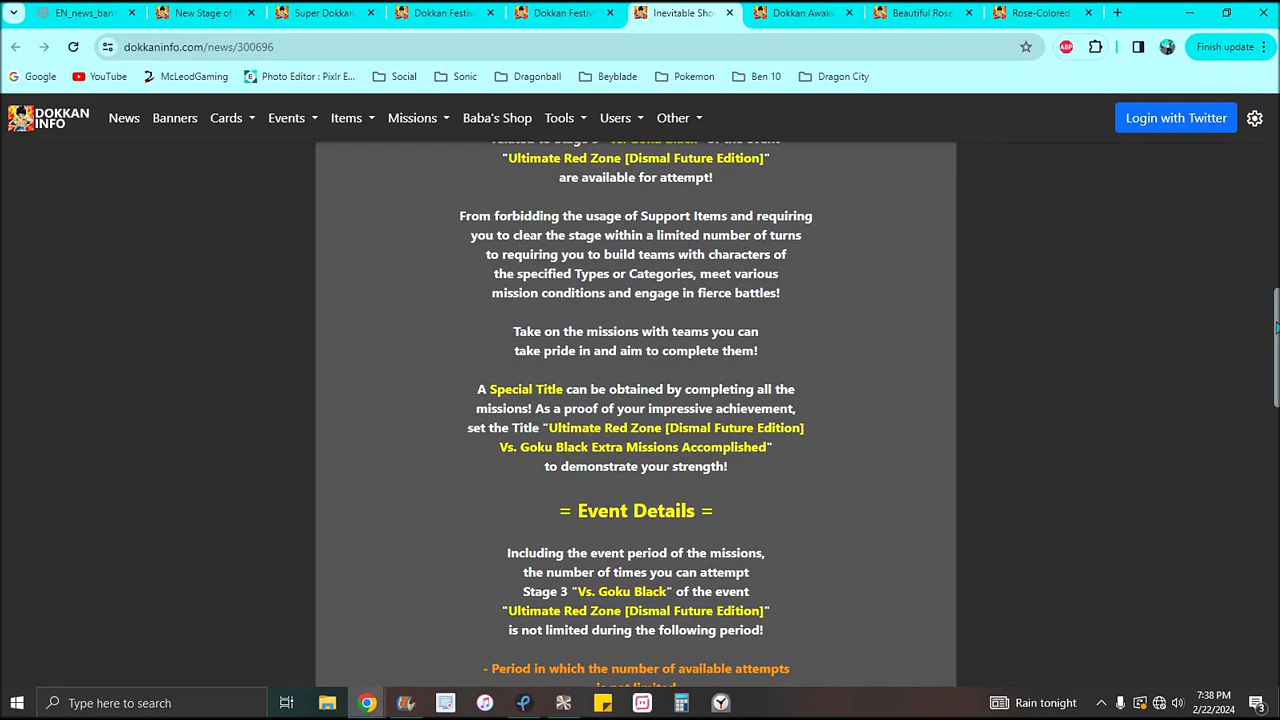 EN_news_bann
New Stage of
Super Dokkan
Dokkan Festiv
Dokkan Festiv
Inevitable Sho
Dokkan Awake
Beautiful Rose
Rose-Colored
dokkaninfo.com/news/300696
ABP
Finish update
Google
YouTube
McLeodGaming
Photo Editor : Pixlr E...
Social
Sonic
Dragonball
Beyblade
Pokemon
Ben 10
Dragon City
DOKKAN
INFO
News
Banners
Cards
Events
Items
Missions
Baba's Shop
Tools
Users
Other
Login with Twitter
"Ultimate Red Zone [Dismal Future Edition]"
are available for attempt!
From forbidding the usage of Support Items and requiring
you to clear the stage within a limited number of turns
to requiring you to build teams with characters of
the specified Types or Categories, meet various
mission conditions and engage in fierce battles!
Take on the missions with teams you can
take pride in and aim to complete them!
A Special Title can be obtained by completing all the
missions! As a proof of your impressive achievement,
set the Title "Ultimate Red Zone [Dismal Future Edition]
Vs. Goku Black Extra Missions Accomplished"
to demonstrate your strength!
= Event Details =
Including the event period of the missions,
the number of times you can attempt
Stage 3 "Vs. Goku Black" of the event
"Ultimate Red Zone [Dismal Future Edition]"
is not limited during the following period!
- Period in which the number of available attempts
is not limited
Type here to search
Rain tonight
7:38 PM
2/22/2024
3